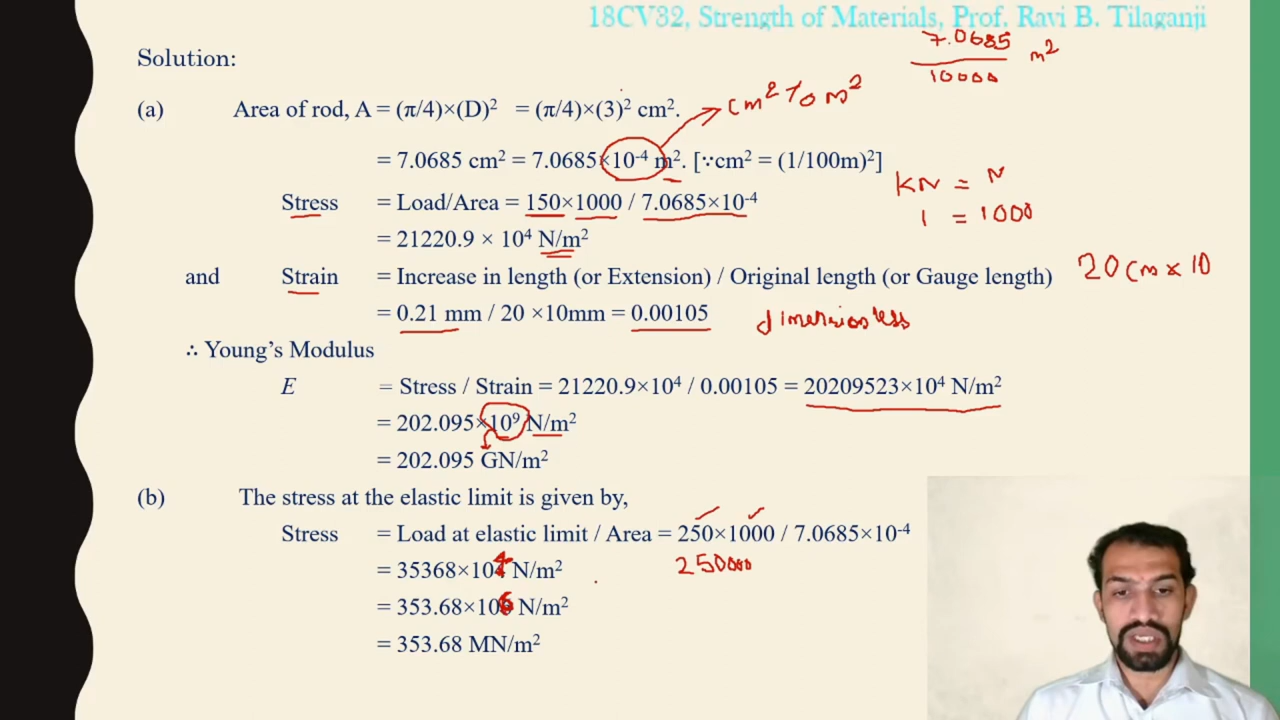 18CV32, Strength of Materials, Prof. Ravi B. Tilaganji
7.0685
10000 m²
Solution:
(a) Area of rod, A = (π/4)×(D)² = (π/4)×(3)² cm².
cm² to m²
= 7.0685 cm² = 7.0685×10⁻⁴ m². [∵cm² = (1/100m)²]
KN = N
1 = 1000
Stress = Load/Area = 150×1000 / 7.0685×10⁻⁴
= 21220.9 × 10⁴ N/m²
and Strain = Increase in length (or Extension) / Original length (or Gauge length)
20 Cm × 10
= 0.21 mm / 20 ×10mm = 0.00105
dimensionless
∴ Young's Modulus
E = Stress / Strain = 21220.9×10⁴ / 0.00105 = 20209523×10⁴ N/m²
= 202.095×10⁹ N/m²
= 202.095 GN/m²
(b) The stress at the elastic limit is given by,
Stress = Load at elastic limit / Area = 250×1000 / 7.0685×10⁻⁴
250000
= 35368×10⁴ N/m²
= 353.68×10⁶ N/m²
= 353.68 MN/m²